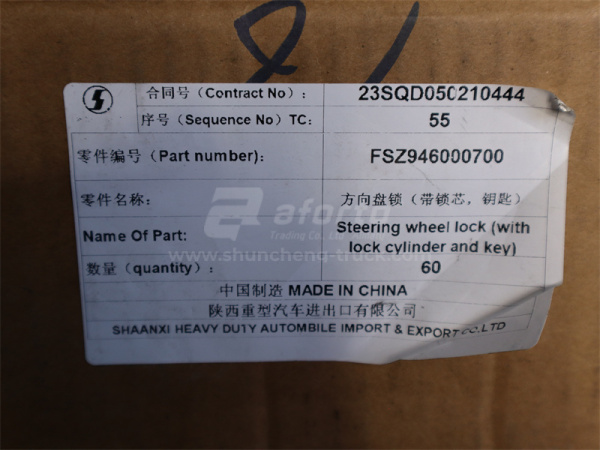 合同号（Contract No）： 23SQD050210444
序号（Sequence No）TC: 55
零件编号（Part number）： FSZ946000700
零件名称： 方向盘锁（带锁芯，钥匙）
Name Of Part: Steering wheel lock (with
lock cylinder and key)
数量（quantity）： 60
中国制造 MADE IN CHINA
陕西重型汽车进出口有限公司
SHAANXI HEAVY DUTY AUTOMBILE IMPORT & EXPORT CO.,LTD
aforto
Trading Co., Ltd
www.shuncheng-truck.com